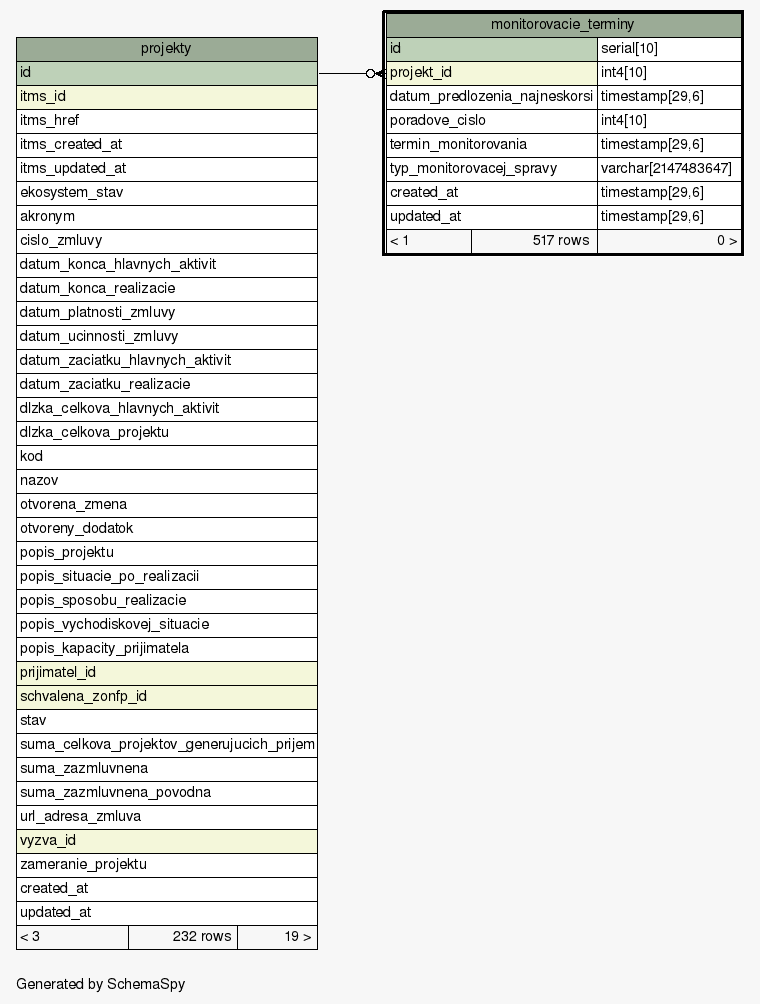 projekty
id
itms_id
itms_href
itms_created_at
itms_updated_at
ekosystem_stav
akronym
cislo_zmluvy
datum_konca_hlavnych_aktivit
datum_konca_realizacie
datum_platnosti_zmluvy
datum_ucinnosti_zmluvy
datum_zaciatku_hlavnych_aktivit
datum_zaciatku_realizacie
dlzka_celkova_hlavnych_aktivit
dlzka_celkova_projektu
kod
nazov
otvorena_zmena
otvoreny_dodatok
popis_projektu
popis_situacie_po_realizacii
popis_sposobu_realizacie
popis_vychodiskovej_situacie
popis_kapacity_prijimatela
prijimatel_id
schvalena_zonfp_id
stav
suma_celkova_projektov_generujucich_prijem
suma_zazmluvnena
suma_zazmluvnena_povodna
url_adresa_zmluva
vyzva_id
zameranie_projektu
created_at
updated_at
< 3 232 rows 19 >
monitorovacie_terminy
id serial[10]
projekt_id int4[10]
datum_predlozenia_najneskorsi timestamp[29,6]
poradove_cislo int4[10]
termin_monitorovania timestamp[29,6]
typ_monitorovacej_spravy varchar[2147483647]
created_at timestamp[29,6]
updated_at timestamp[29,6]
< 1 517 rows 0 >
Generated by SchemaSpy